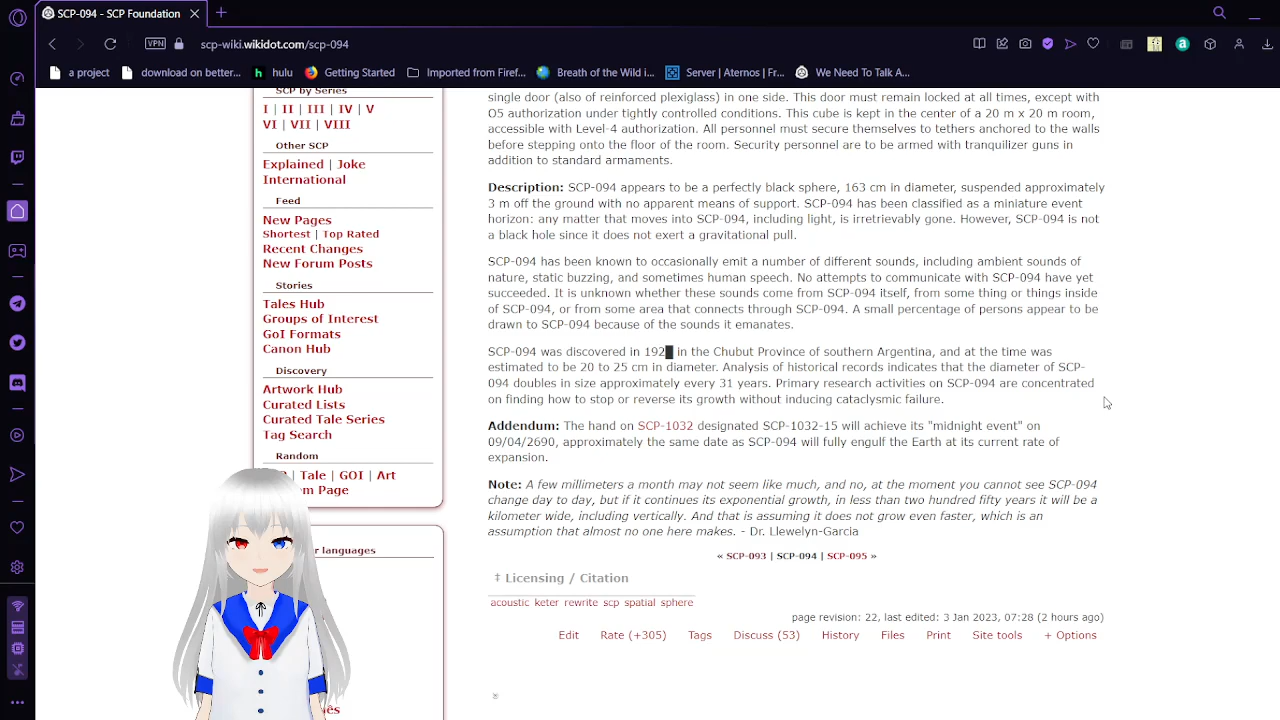 SCP-094 - SCP Foundation
VPN
scp-wiki.wikidot.com/scp-094
a project
download on better...
hulu
Getting Started
Imported from Firef...
Breath of the Wild i...
Server | Aternos | Fr...
We Need To Talk A...
SCP by Series
I | II | III | IV | V
VI | VII | VIII
Other SCP
Explained | Joke
International
Feed
New Pages
Shortest | Top Rated
Recent Changes
New Forum Posts
Stories
Tales Hub
Groups of Interest
GoI Formats
Canon Hub
Discovery
Artwork Hub
Curated Lists
Curated Tale Series
Tag Search
Random
| Tale | GOI | Art
Page
languages
single door (also of reinforced plexiglass) in one side. This door must remain locked at all times, except with
O5 authorization under tightly controlled conditions. This cube is kept in the center of a 20 m x 20 m room,
accessible with Level-4 authorization. All personnel must secure themselves to tethers anchored to the walls
before stepping onto the floor of the room. Security personnel are to be armed with tranquilizer guns in
addition to standard armaments.
Description: SCP-094 appears to be a perfectly black sphere, 163 cm in diameter, suspended approximately
3 m off the ground with no apparent means of support. SCP-094 has been classified as a miniature event
horizon: any matter that moves into SCP-094, including light, is irretrievably gone. However, SCP-094 is not
a black hole since it does not exert a gravitational pull.
SCP-094 has been known to occasionally emit a number of different sounds, including ambient sounds of
nature, static buzzing, and sometimes human speech. No attempts to communicate with SCP-094 have yet
succeeded. It is unknown whether these sounds come from SCP-094 itself, from some thing or things inside
of SCP-094, or from some area that connects through SCP-094. A small percentage of persons appear to be
drawn to SCP-094 because of the sounds it emanates.
SCP-094 was discovered in 192█ in the Chubut Province of southern Argentina, and at the time was
estimated to be 20 to 25 cm in diameter. Analysis of historical records indicates that the diameter of SCP-
094 doubles in size approximately every 31 years. Primary research activities on SCP-094 are concentrated
on finding how to stop or reverse its growth without inducing cataclysmic failure.
Addendum: The hand on SCP-1032 designated SCP-1032-15 will achieve its "midnight event" on
09/04/2690, approximately the same date as SCP-094 will fully engulf the Earth at its current rate of
expansion.
Note: A few millimeters a month may not seem like much, and no, at the moment you cannot see SCP-094
change day to day, but if it continues its exponential growth, in less than two hundred fifty years it will be a
kilometer wide, including vertically. And that is assuming it does not grow even faster, which is an
assumption that almost no one here makes. - Dr. Llewelyn-Garcia
« SCP-093 | SCP-094 | SCP-095 »
‡ Licensing / Citation
acoustic keter rewrite scp spatial sphere
page revision: 22, last edited: 3 Jan 2023, 07:28 (2 hours ago)
Edit Rate (+305) Tags Discuss (53) History Files Print Site tools + Options